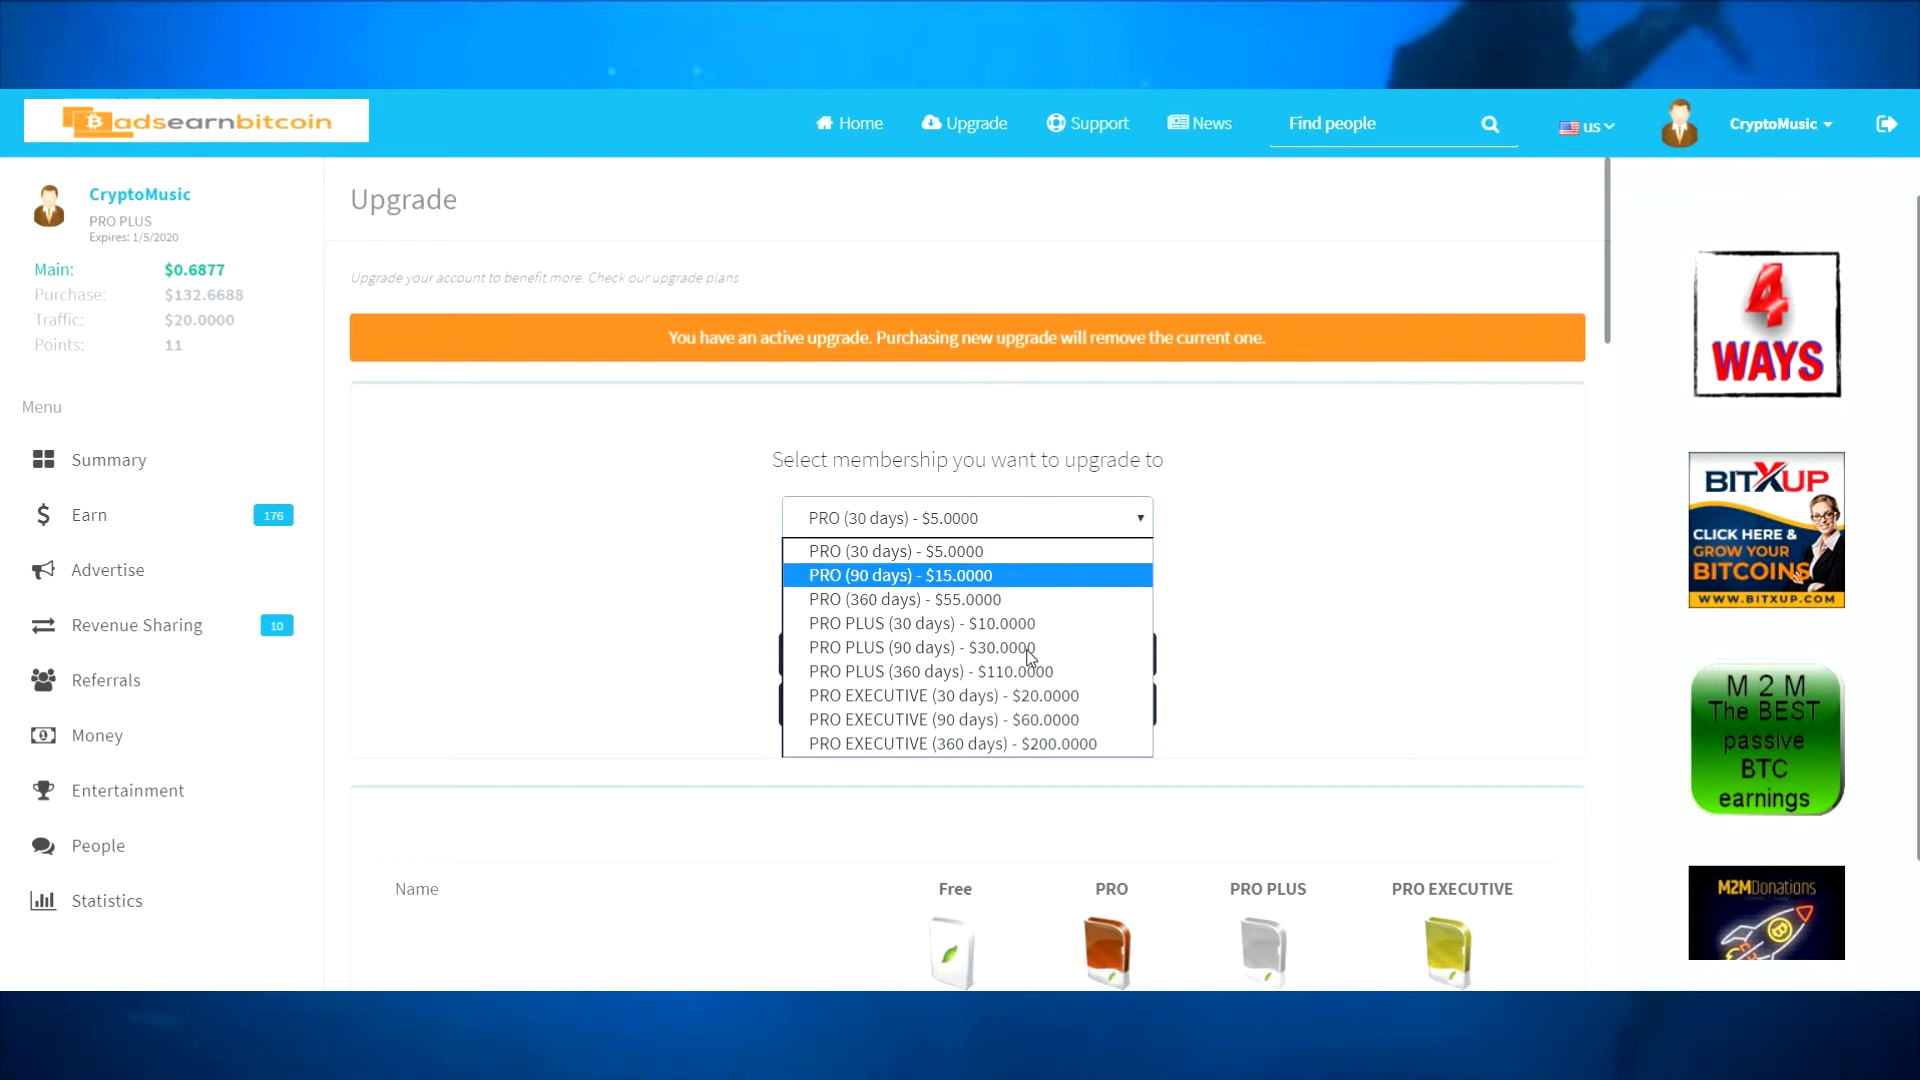 adsearnbitcoin
Home
Upgrade
Support
News
Find people
us
CryptoMusic
CryptoMusic
PRO PLUS
Expires: 1/5/2020
Main: $0.6877
Purchase: $132.6688
Traffic: $20.0000
Points: 11
Menu
Summary
Earn 176
Advertise
Revenue Sharing 10
Referrals
Money
Entertainment
People
Statistics
Upgrade
Upgrade your account to benefit more. Check our upgrade plans
You have an active upgrade. Purchasing new upgrade will remove the current one.
Select membership you want to upgrade to
PRO (30 days) - $5.0000
PRO (30 days) - $5.0000
PRO (90 days) - $15.0000
PRO (360 days) - $55.0000
PRO PLUS (30 days) - $10.0000
PRO PLUS (90 days) - $30.0000
PRO PLUS (360 days) - $110.0000
PRO EXECUTIVE (30 days) - $20.0000
PRO EXECUTIVE (90 days) - $60.0000
PRO EXECUTIVE (360 days) - $200.0000
Name Free PRO PRO PLUS PRO EXECUTIVE
4
WAYS
BITXUP
CLICK HERE &
GROW YOUR
BITCOINS
WWW.BITXUP.COM
M 2 M
The BEST
passive
BTC
earnings
M2MDonations